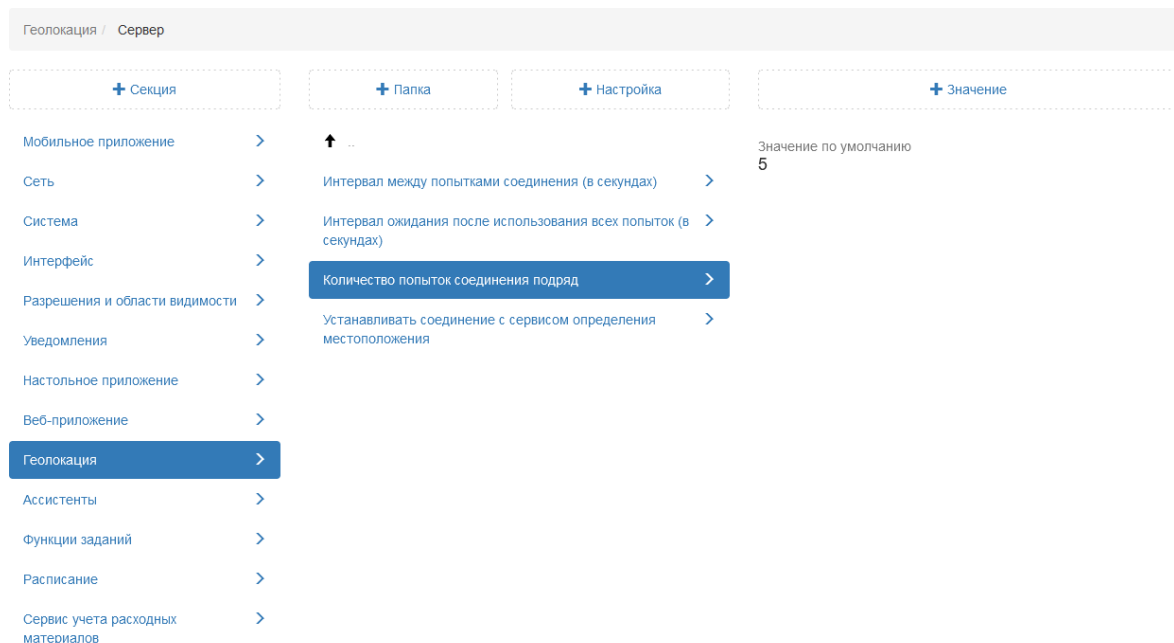 Геолокация / Сервер
+ Секция
+ Папка
+ Настройка
+ Значение
Мобильное приложение
Сеть
Система
Интерфейс
Разрешения и области видимости
Уведомления
Настольное приложение
Веб-приложение
Геолокация
Ассистенты
Функции заданий
Расписание
Сервис учета расходных
материалов
..
Интервал между попытками соединения (в секундах)
Интервал ожидания после использования всех попыток (в
секундах)
Количество попыток соединения подряд
Устанавливать соединение с сервисом определения
местоположения
Значение по умолчанию
5